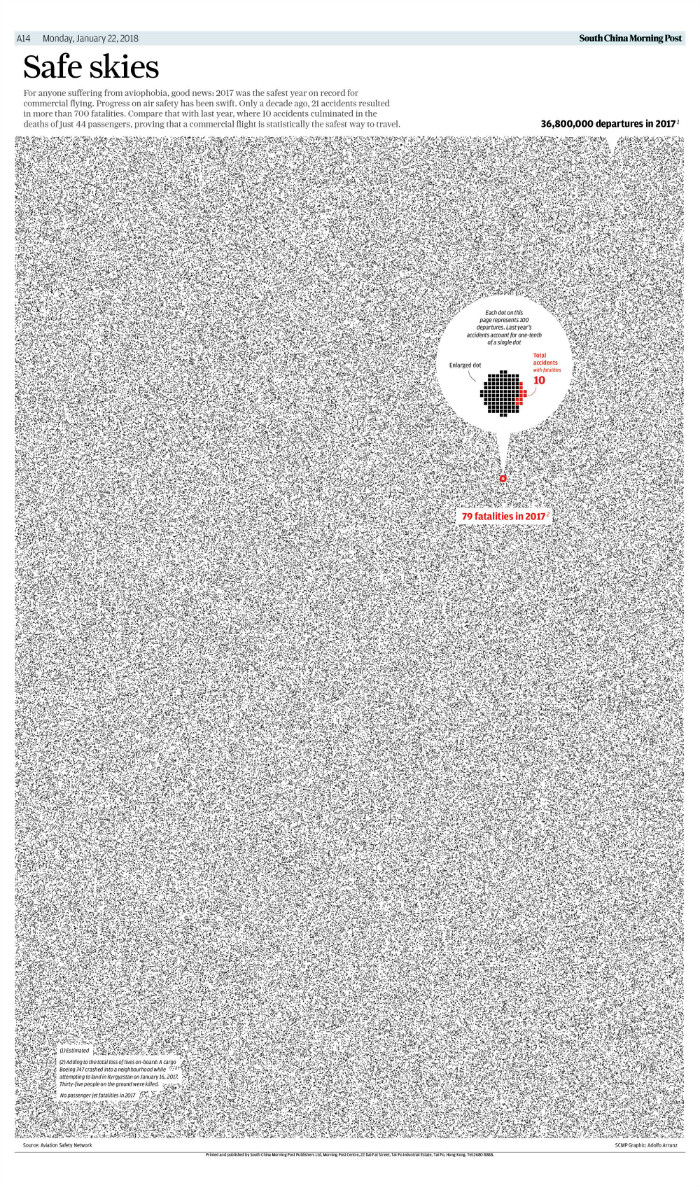 A14 Monday, January 22, 2018
South China Morning Post
Safe skies
For anyone suffering from aviophobia, good news: 2017 was the safest year on record for
commercial flying. Progress on air safety has been swift. Only a decade ago, 21 accidents resulted
in more than 700 fatalities. Compare that with last year, where 10 accidents culminated in the
deaths of just 44 passengers, proving that a commercial flight is statistically the safest way to travel.
36,800,000 departures in 2017¹
Each dot on this
page represents 100
departures. Last year's
accidents account for one-tenth
of a single dot
Enlarged dot
Total
accidents
with fatalities
10
79 fatalities in 2017²
(1) Estimated
(2) Adding to the total loss of lives on-board: A cargo
Boeing 747 crashed into a neighbourhood while
attempting to land in Kyrgyzstan on January 16, 2017.
Thirty-five people on the ground were killed.
No passenger jet fatalities in 2017
Source: Aviation Safety Network
SCMP Graphic: Adolfo Arranz
Printed and published by South China Morning Post Publishers Ltd, Morning Post Centre, 22 Dai Fat Street, Tai Po Industrial Estate, Tai Po, Hong Kong. Tel: 2680 8888.